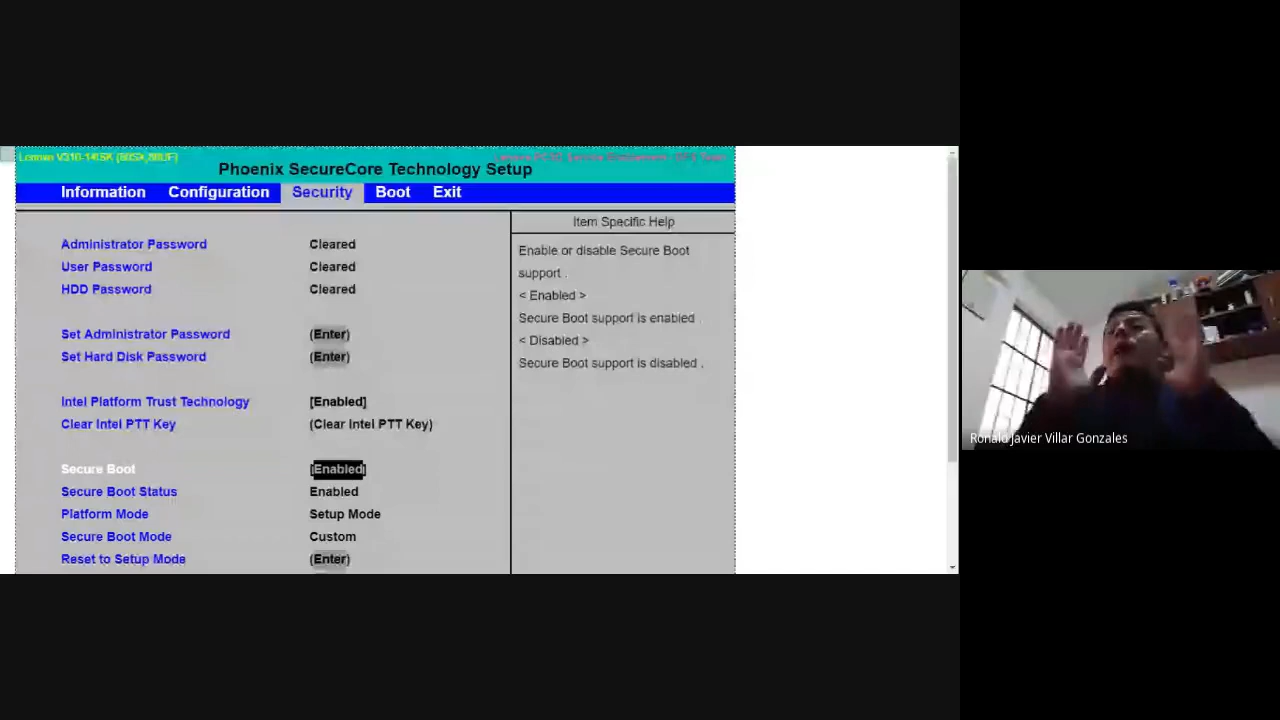 Lenovo V310-14ISK
Phoenix SecureCore Technology Setup
Information Configuration Security Boot Exit
Item Specific Help
Administrator Password Cleared
User Password Cleared
HDD Password Cleared
Set Administrator Password (Enter)
Set Hard Disk Password (Enter)
Intel Platform Trust Technology [Enabled]
Clear Intel PTT Key (Clear Intel PTT Key)
Secure Boot [Enabled]
Secure Boot Status Enabled
Platform Mode Setup Mode
Secure Boot Mode Custom
Reset to Setup Mode (Enter)
Enable or disable Secure Boot
support .
< Enabled >
Secure Boot support is enabled .
< Disabled >
Secure Boot support is disabled .
Ronald Javier Villar Gonzales